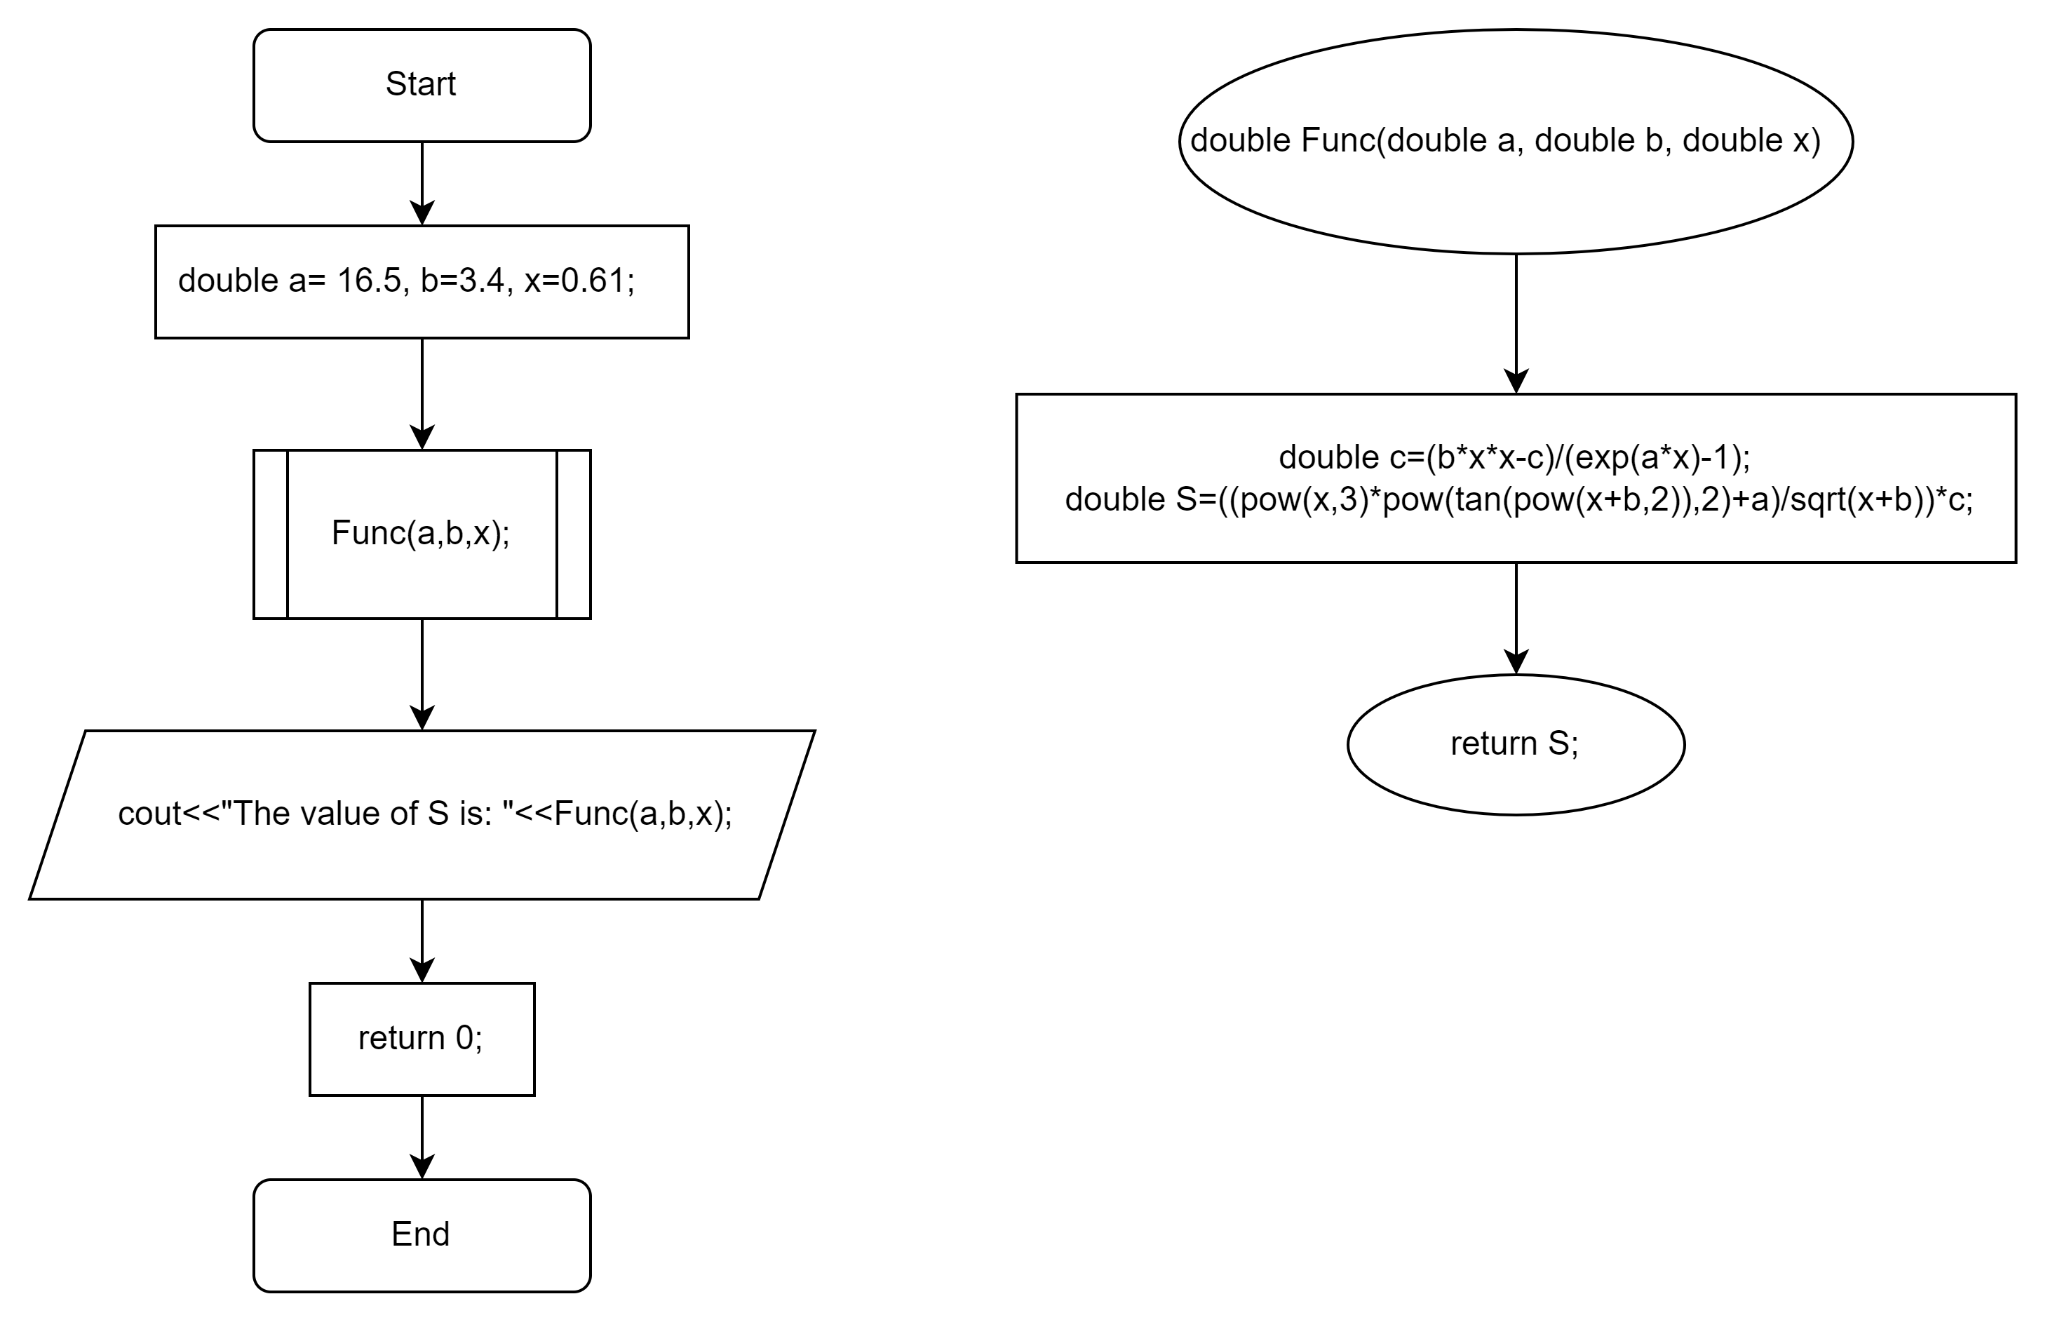 Start
double a= 16.5, b=3.4, x=0.61;
Func(a,b,x);
cout<<"The value of S is: "<<Func(a,b,x);
return 0;
End
double Func(double a, double b, double x)
double c=(b*x*x-c)/(exp(a*x)-1);
double S=((pow(x,3)*pow(tan(pow(x+b,2)),2)+a)/sqrt(x+b))*c;
return S;